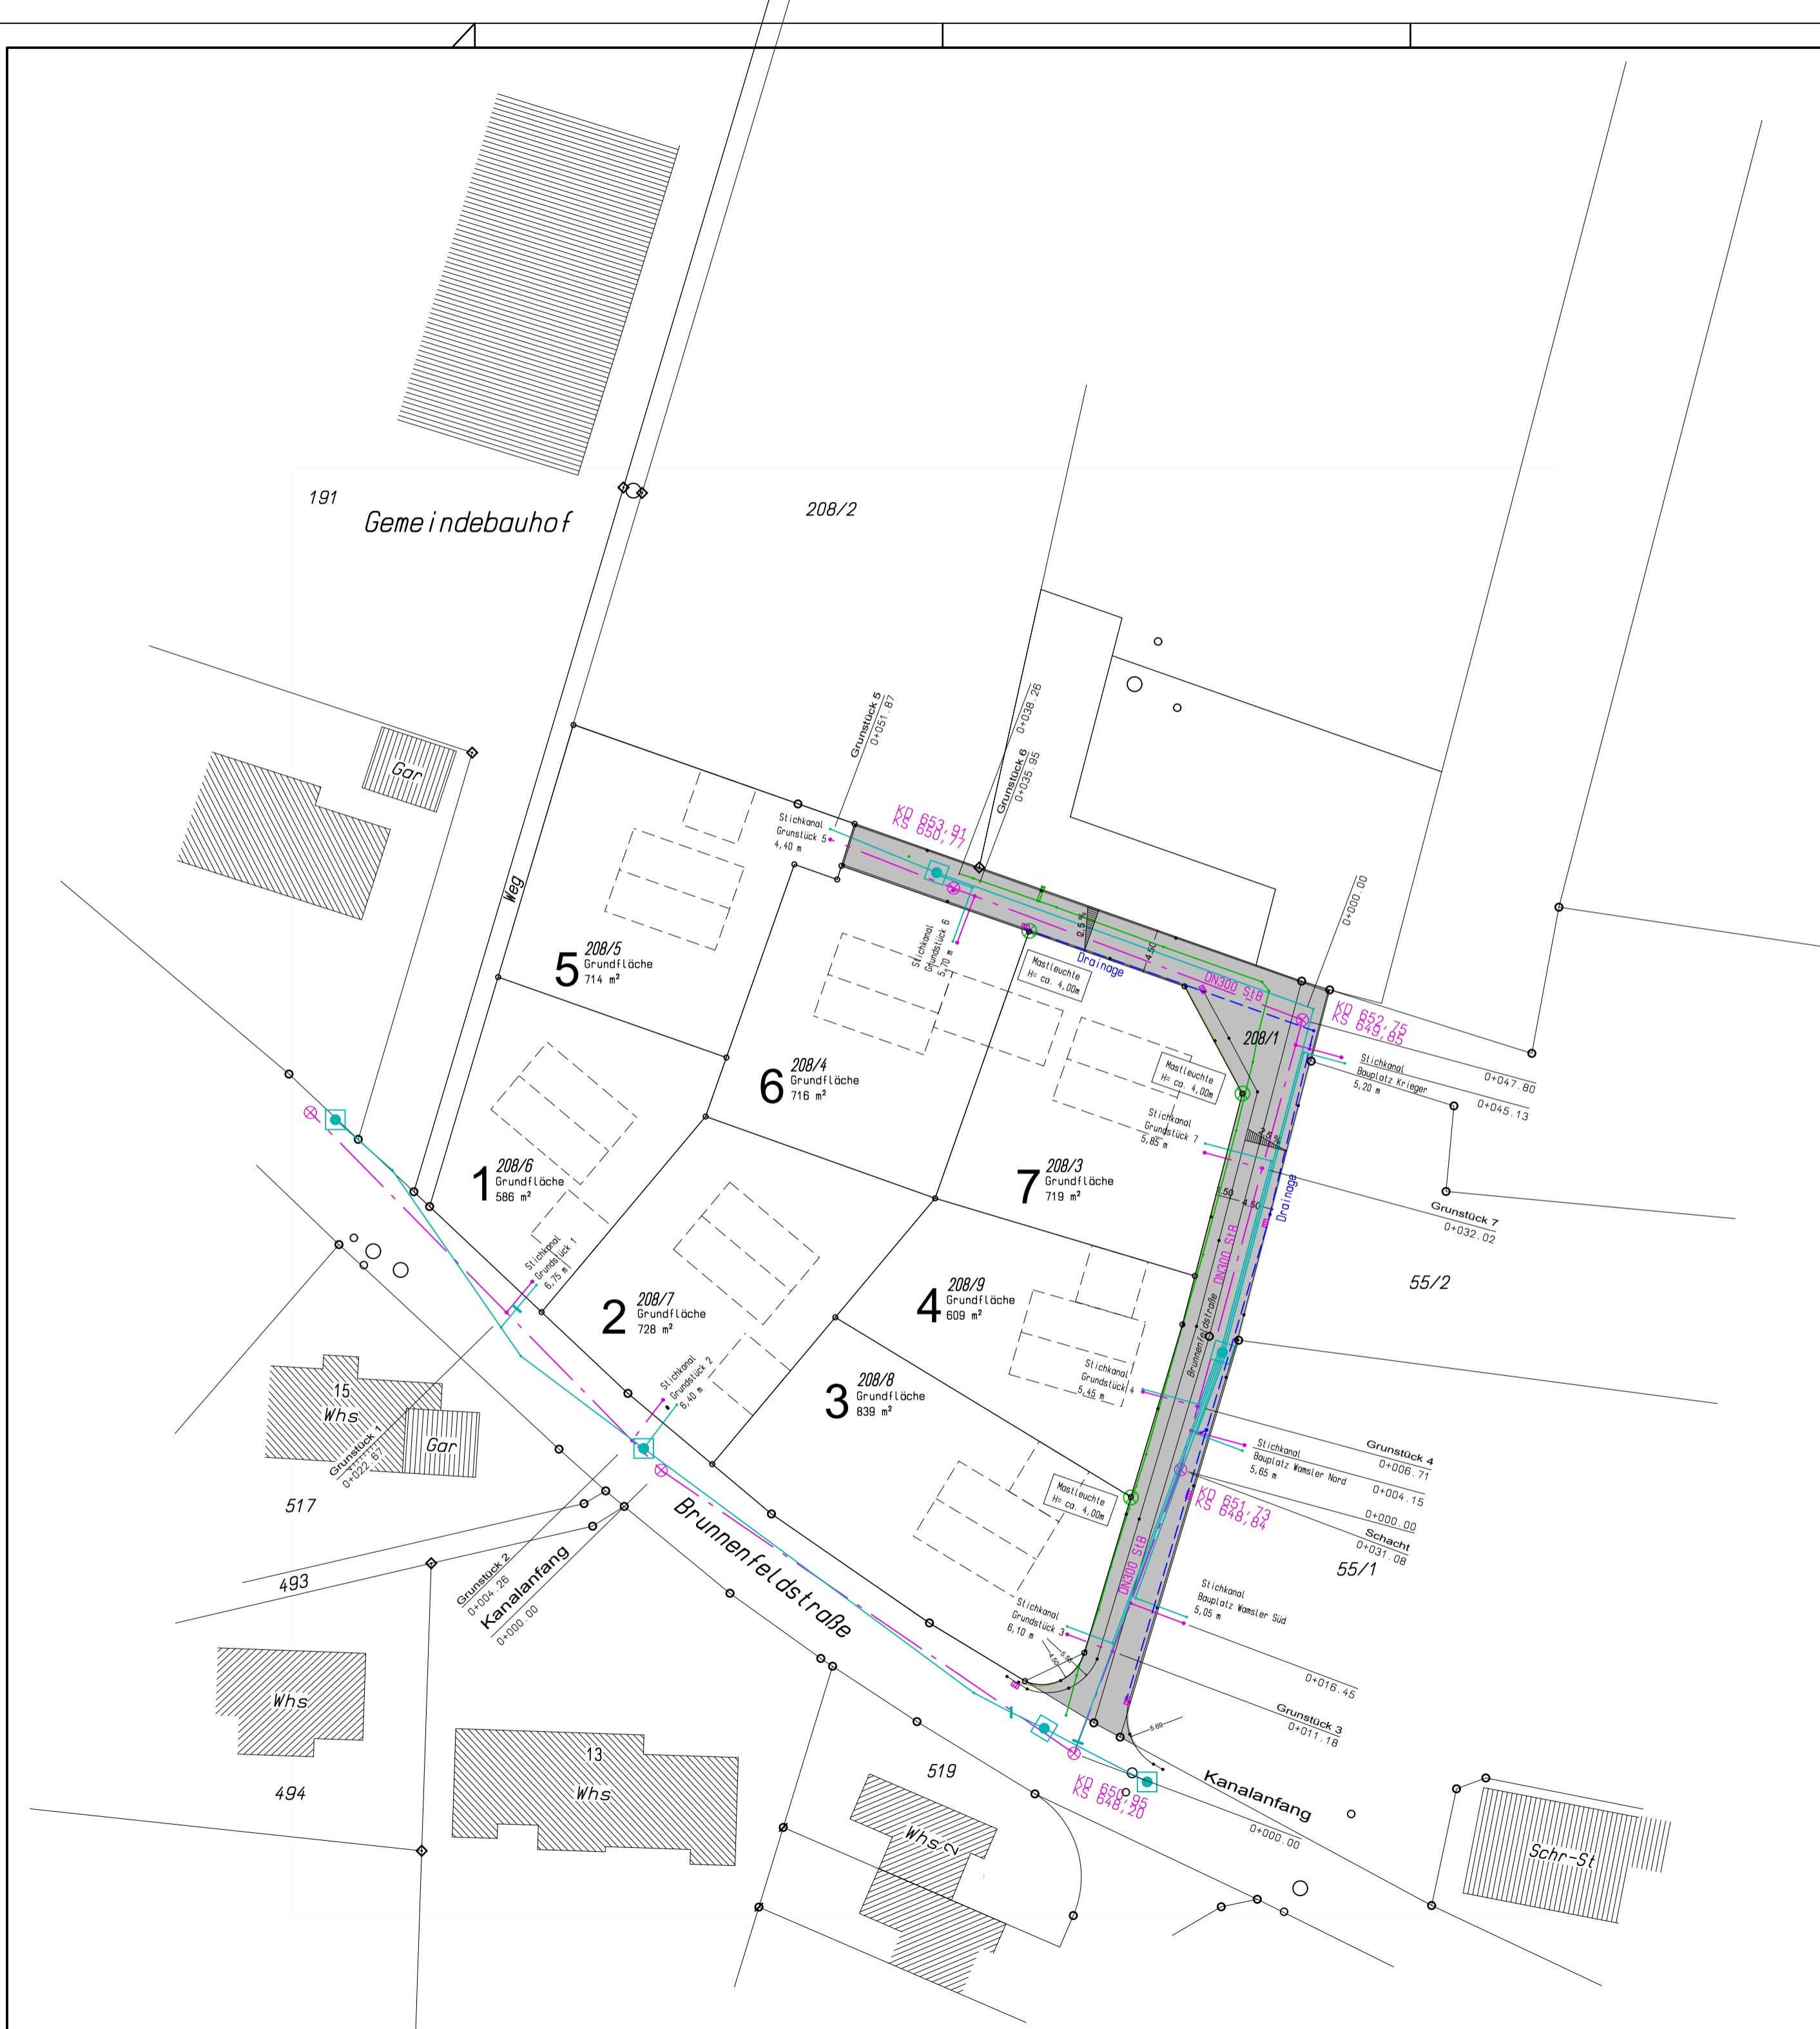 191
Gemeindebauhof
208/2
Grunstück 5
0+051.87
0+038.26
Grunstück 6
0+035.95
Gar
KD 653,91
KS 650,77
Stichkanal
Grunstück 5
4,40 m
Weg
0+000.00
Stichkanal
Grundstück 6
5,70 m
2.5%
4.50
Drainage
DN300 StB
Mastleuchte
H= ca. 4,00m
5
208/5
Grundfläche
714 m²
KD 652,75
KS 649,85
208/1
Stichkanal
Bauplatz Krieger
5,20 m
0+047.80
0+045.13
6
208/4
Grundfläche
716 m²
Mastleuchte
H= ca. 4,00m
Stichkanal
Grundstück 7
5,85 m
1
208/6
Grundfläche
586 m²
7
208/3
Grundfläche
719 m²
4.50
Drainage
Grunstück 7
0+032.02
DN300 StB
55/2
Stichkanal
Grundstück 1
6,75 m
2
208/7
Grundfläche
728 m²
4
208/9
Grundfläche
609 m²
Brunnenfeldstraße
Stichkanal
Grundstück 2
6,40 m
3
208/8
Grundfläche
839 m²
Stichkanal
Grundstück 4
5,45 m
15
Whs
Gar
Grunstück 1
0+022.67
517
Stichkanal
Bauplatz Wamsler Nord
5,65 m
Grunstück 4
0+006.71
0+004.15
Mastleuchte
H= ca. 4,00m
KD 651,73
KS 648,84
0+000.00
Schacht
0+031.08
55/1
Brunnenfeldstraße
DN300 StB
493
Grunstück 2
0+004.26
Kanalanfang
0+000.00
Stichkanal
Bauplatz Wamsler Süd
5,05 m
Stichkanal
Grundstück 3
6,10 m
4.50
0+016.45
Grunstück 3
0+011.18
Whs
494
13
Whs
519
5.69
KD 650,95
KS 648,20
Kanalanfang
0+000.00
Whs 2
Schr-St